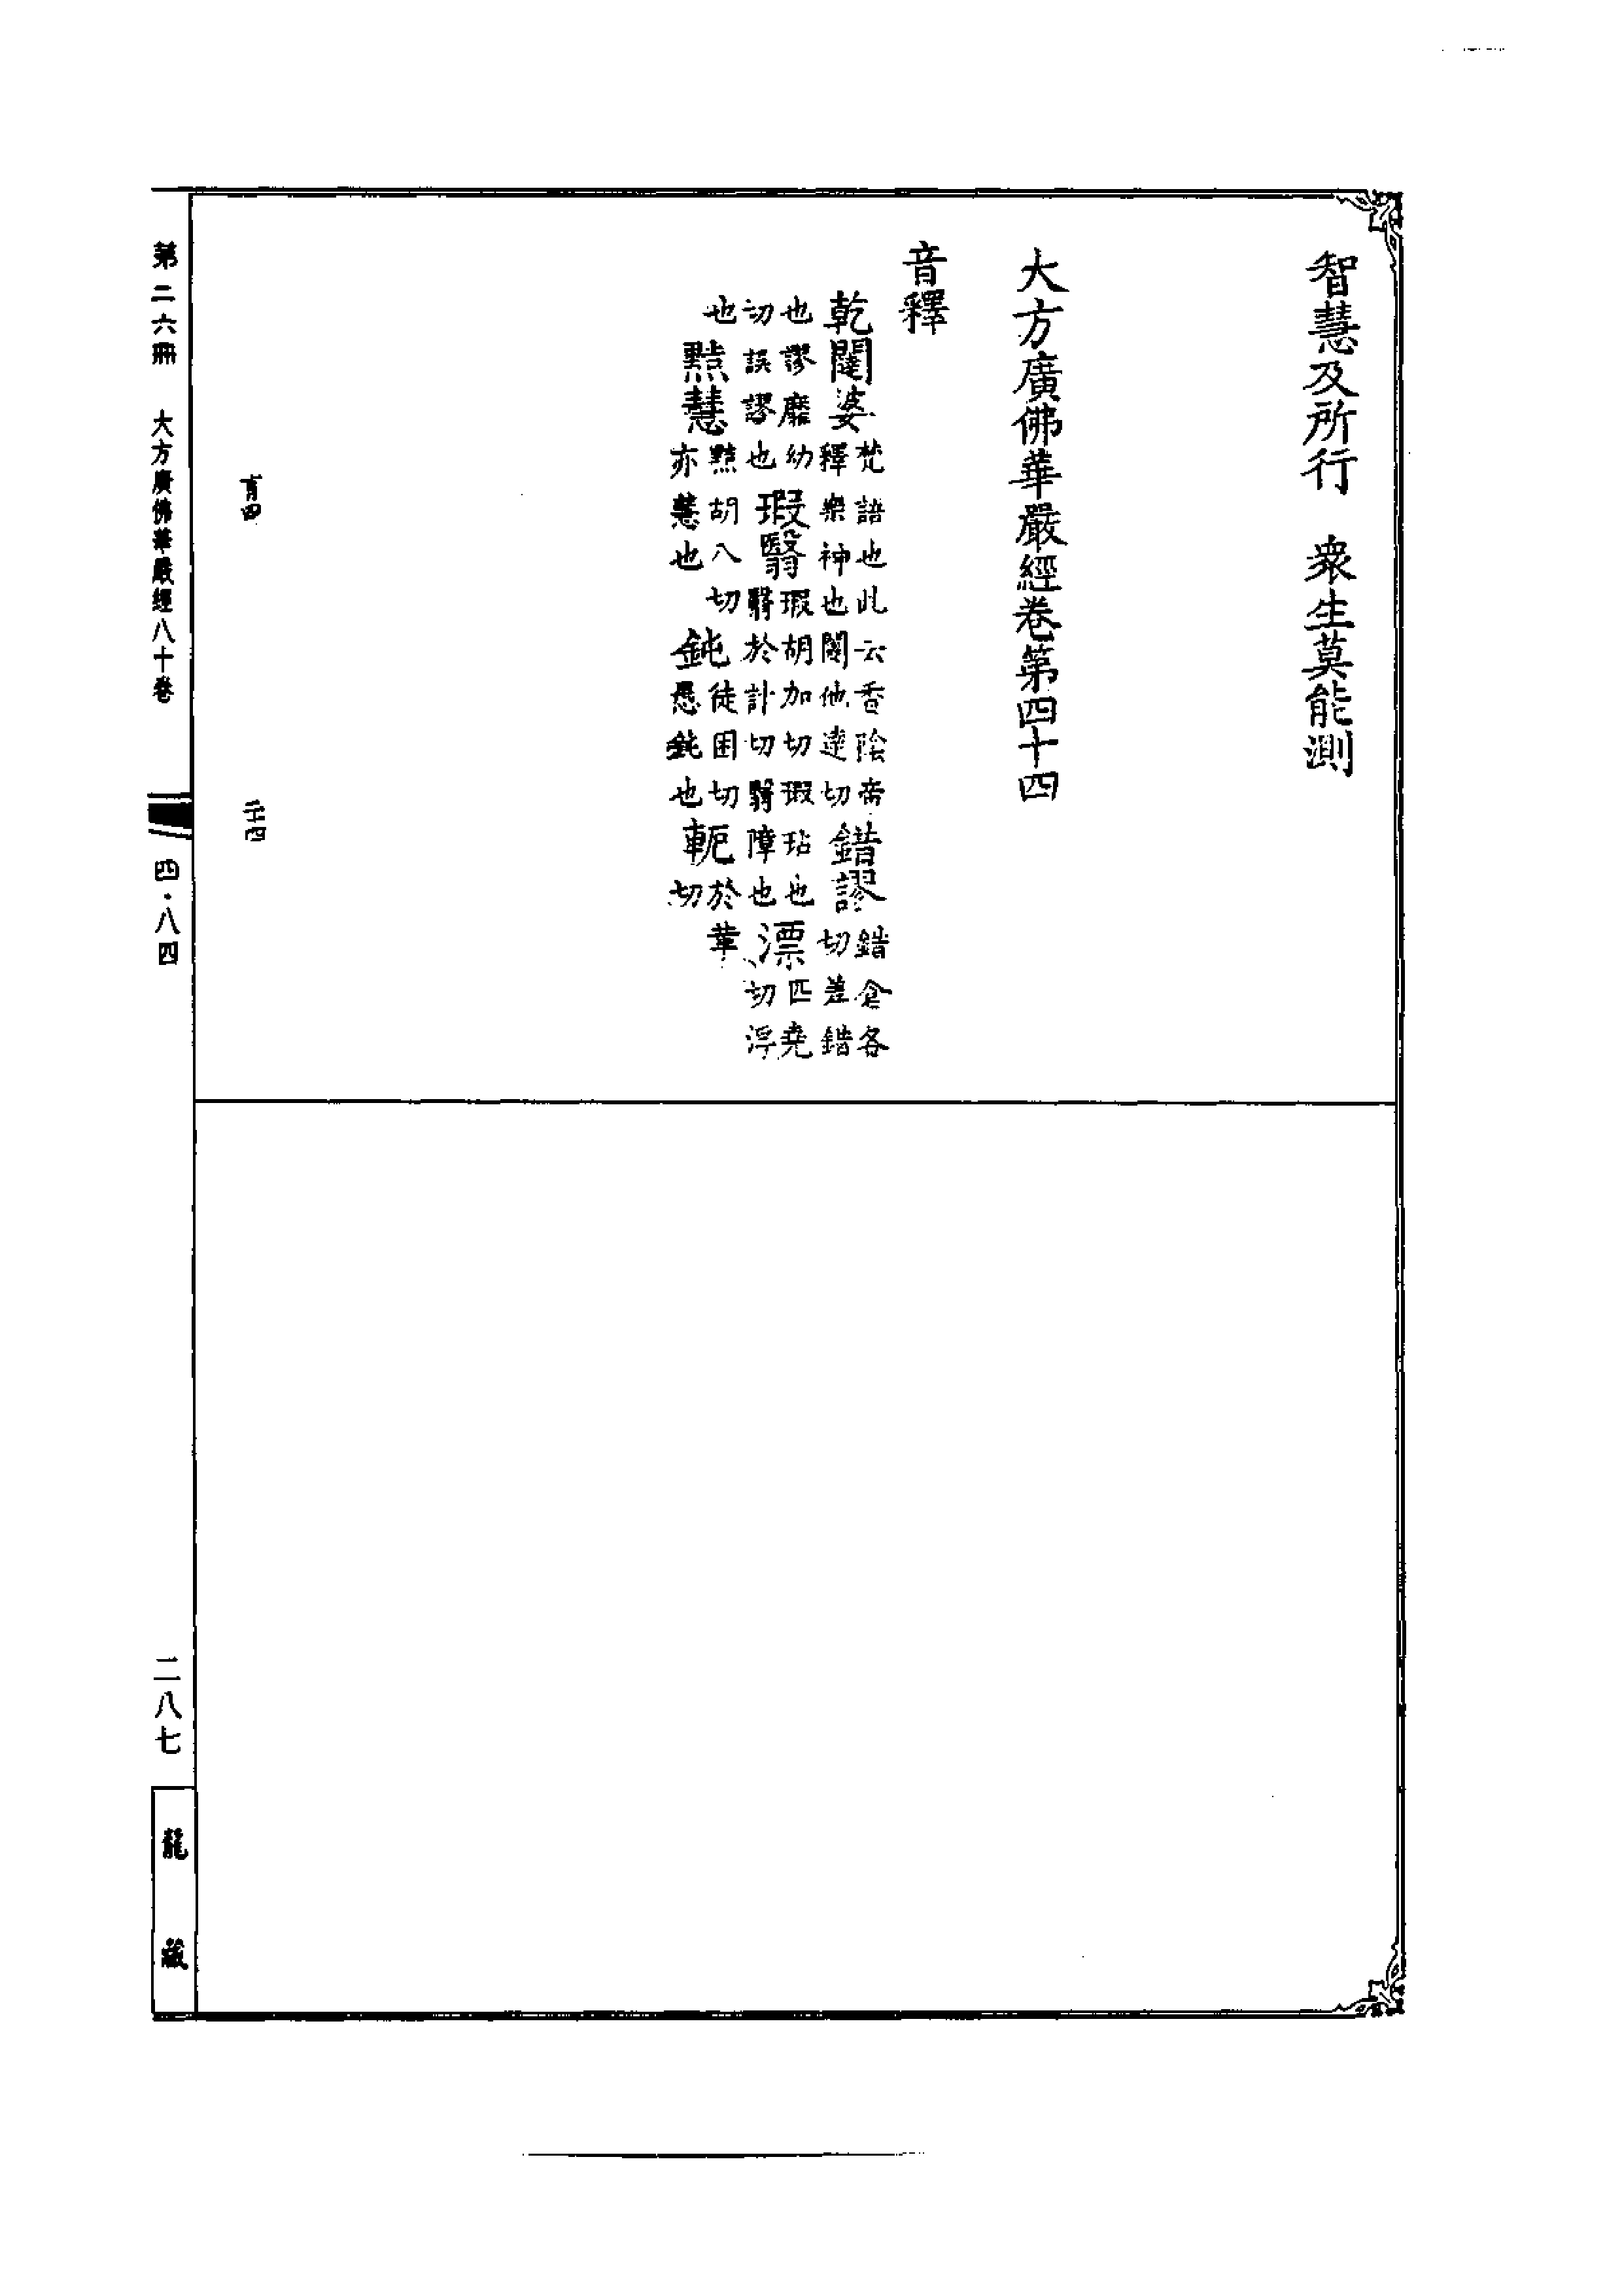 智慧及所行　衆生莫能測
大方廣佛華嚴經卷第四十四
音釋
乾闥婆梵語也此云香陰帝釋樂神也闥他達切錯謬錯倉各切差錯
也謬靡幼切誤謬也瑕翳瑕胡加切瑕玷也翳於計切翳障也漂匹堯切浮
也黠慧黠胡八切亦慧也鈍徒困切愚鈍也軛於革切
育四　二十四
第二六冊　大方廣佛華嚴經八十卷　四·八四　二八七　龍藏